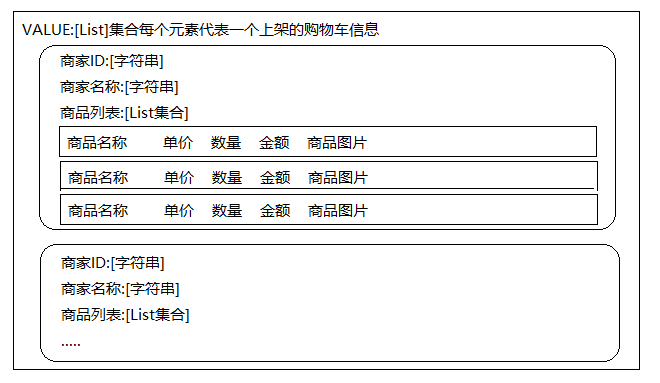 VALUE:[List]集合每个元素代表一个上架的购物车信息
商家ID:[字符串]
商家名称:[字符串]
商品列表:[List集合]
商品名称 单价 数量 金额 商品图片
商品名称 单价 数量 金额 商品图片
商品名称 单价 数量 金额 商品图片
商家ID:[字符串]
商家名称:[字符串]
商品列表:[List集合]
.....